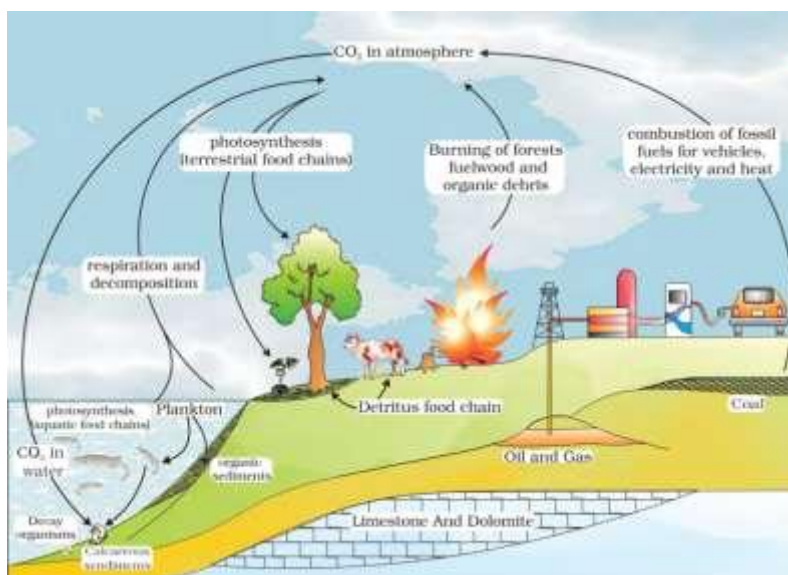 CO₂ in atmosphere
photosynthesis
(terrestrial food chains)
Burning of forests
fuelwood and
organic debris
combustion of fossil
fuels for vehicles,
electricity and heat
respiration and
decomposition
photosynthesis
(aquatic food chains)
Plankton
CO₂ in
water
organic
sediments
Detritus food chain
Coal
Oil and Gas
Decay
organisms
Calcareous
sendiments
Limestone And Dolomite